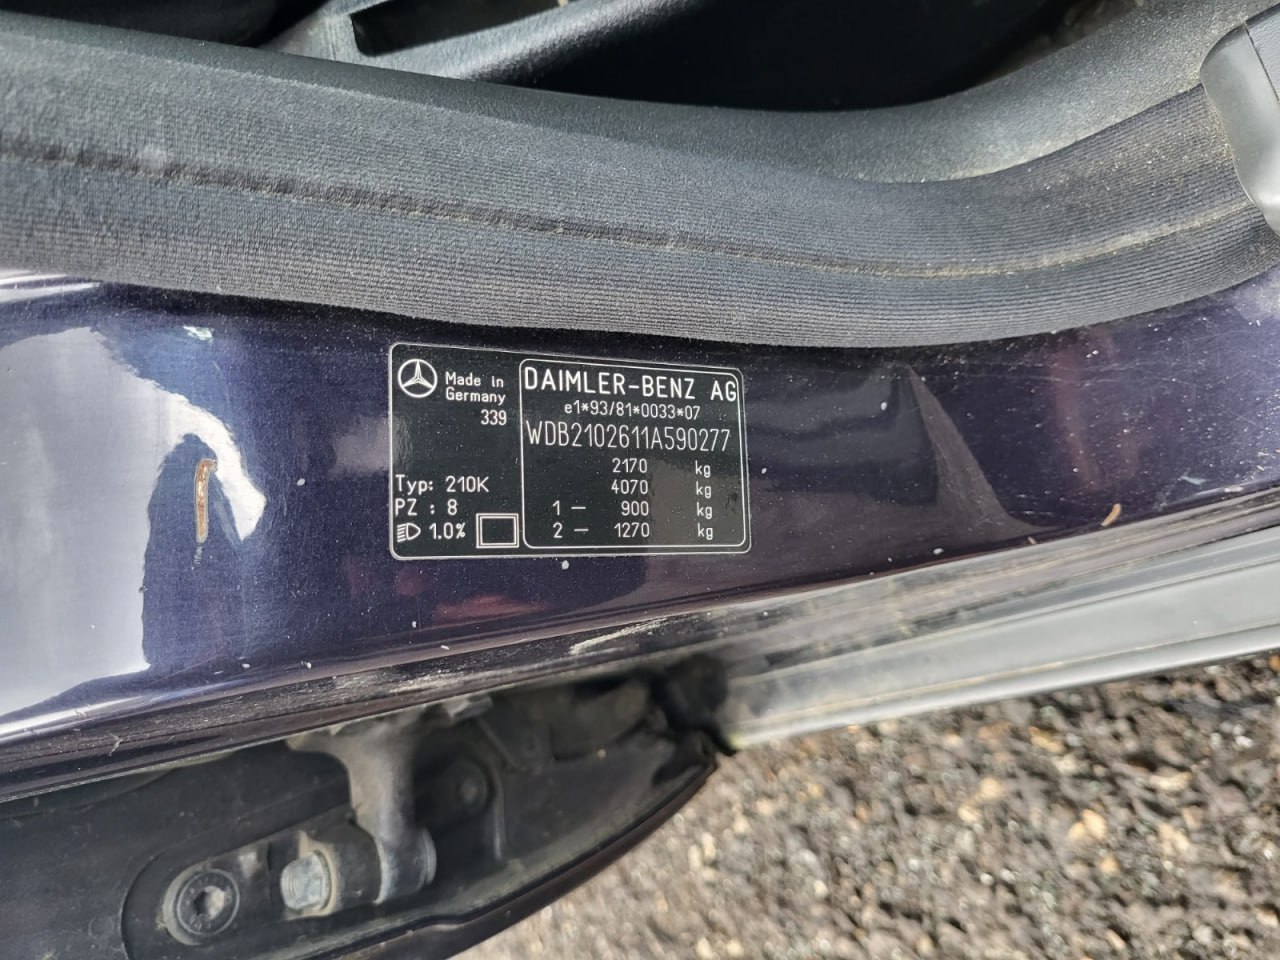 Made in
Germany
339
Typ: 210K
PZ : 8
1.0%
DAIMLER-BENZ AG
e1*93/81*0033*07
WDB2102611A590277
2170 kg
4070 kg
1 – 900 kg
2 – 1270 kg